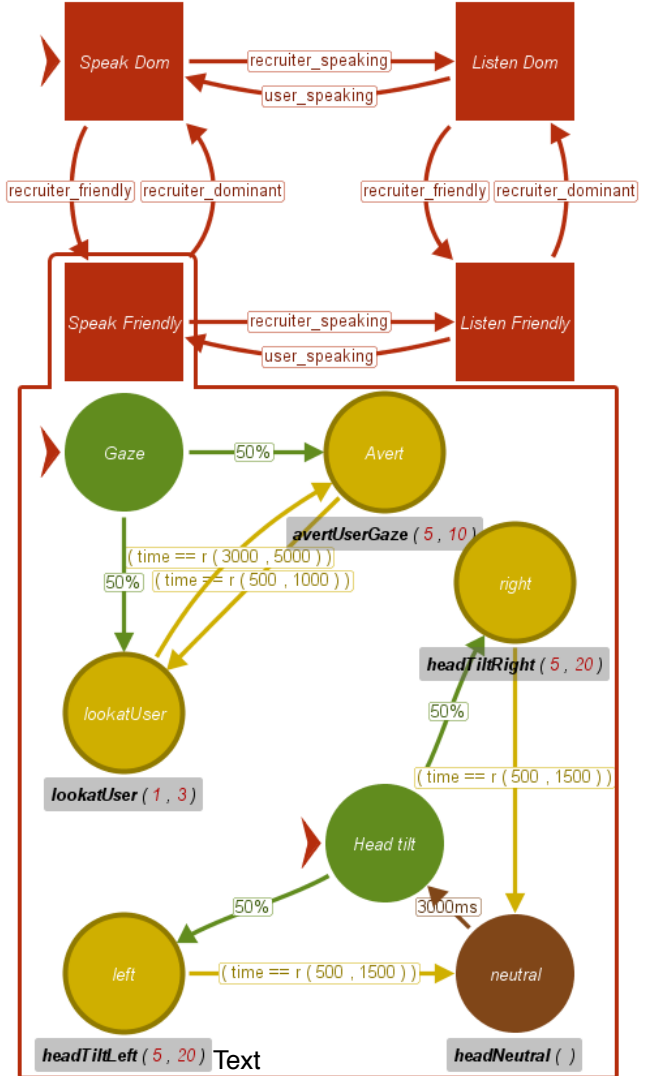 Speak Dom
recruiter_speaking
Listen Dom
user_speaking
recruiter_friendly
recruiter_dominant
recruiter_friendly
recruiter_dominant
Speak Friendly
recruiter_speaking
Listen Friendly
user_speaking
Gaze
50%
Avert
avertUserGaze ( 5 , 10 )
( time == r ( 3000 , 5000 ) )
50%
( time == r ( 500 , 1000 ) )
right
headTiltRight ( 5 , 20 )
lookatUser
50%
lookatUser ( 1 , 3 )
( time == r ( 500 , 1500 ) )
Head tilt
50%
3000ms
left
( time == r ( 500 , 1500 ) )
neutral
headTiltLeft ( 5 , 20 )
Text
headNeutral ( )